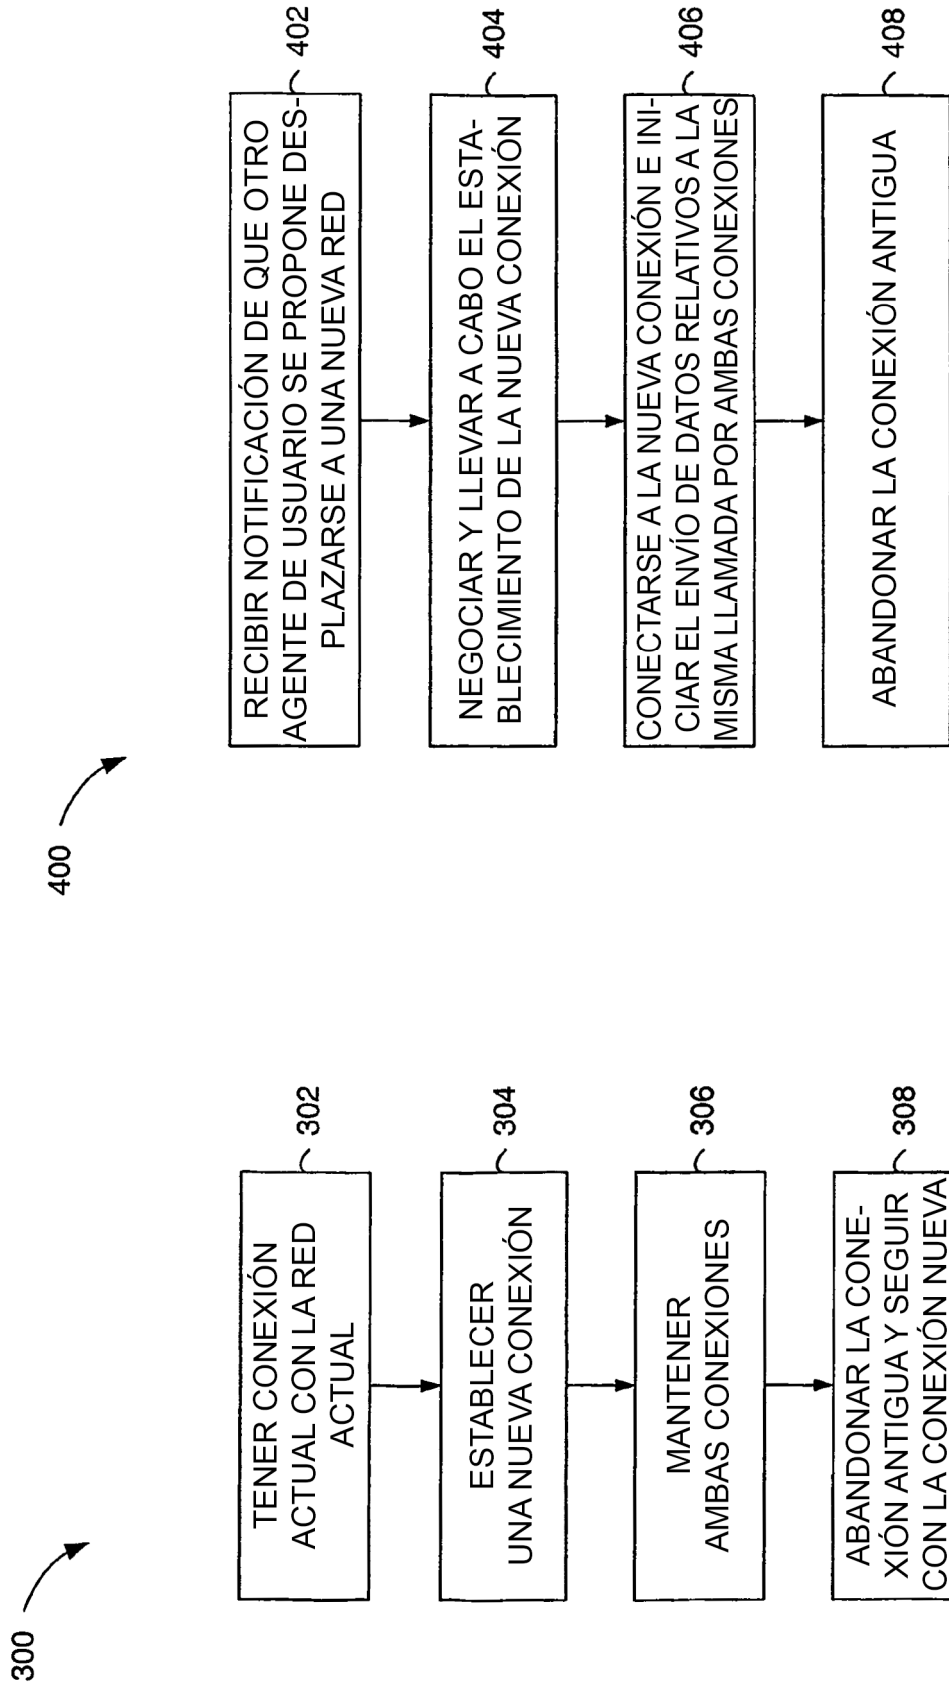 300
TENER CONEXIÓN
ACTUAL CON LA RED
ACTUAL
302
ESTABLECER
UNA NUEVA CONEXIÓN
304
MANTENER
AMBAS CONEXIONES
306
ABANDONAR LA CONE-
XIÓN ANTIGUA Y SEGUIR
CON LA CONEXIÓN NUEVA
308
400
RECIBIR NOTIFICACIÓN DE QUE OTRO
AGENTE DE USUARIO SE PROPONE DES-
PLAZARSE A UNA NUEVA RED
402
NEGOCIAR Y LLEVAR A CABO EL ESTA-
BLECIMIENTO DE LA NUEVA CONEXIÓN
404
CONECTARSE A LA NUEVA CONEXIÓN E INI-
CIAR EL ENVÍO DE DATOS RELATIVOS A LA
MISMA LLAMADA POR AMBAS CONEXIONES
406
ABANDONAR LA CONEXIÓN ANTIGUA
408